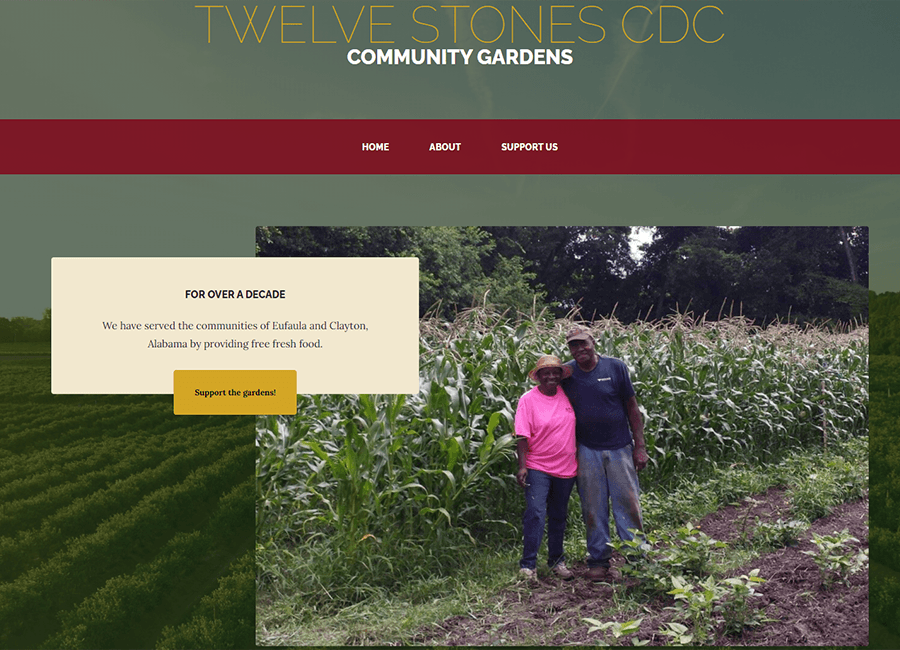 TWELVE STONES CDC
COMMUNITY GARDENS
HOME ABOUT SUPPORT US
FOR OVER A DECADE
We have served the communities of Eufaula and Clayton,
Alabama by providing free fresh food.
Support the gardens!